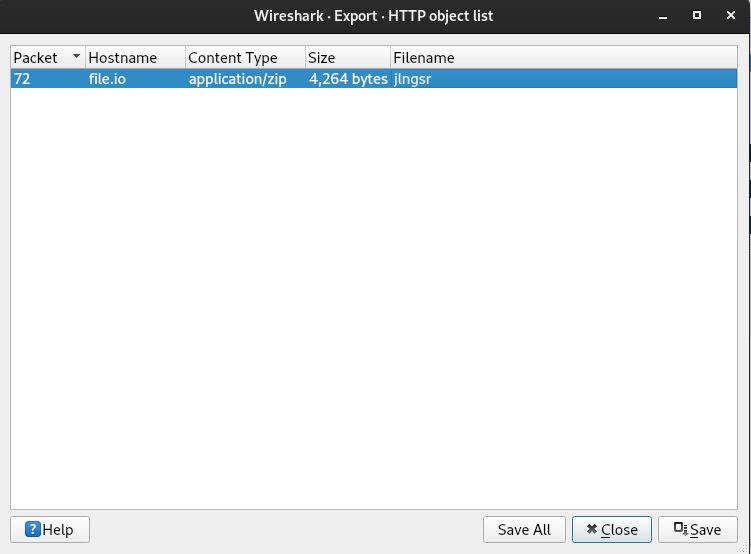 Wireshark · Export · HTTP object list
Packet Hostname Content Type Size Filename
72 file.io application/zip 4,264 bytes jlngsr
? Help Save All Close Save